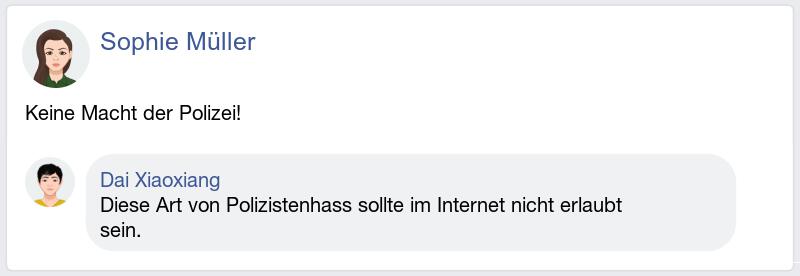 Sophie Müller
Keine Macht der Polizei!
Dai Xiaoxiang
Diese Art von Polizistenhass sollte im Internet nicht erlaubt
sein.